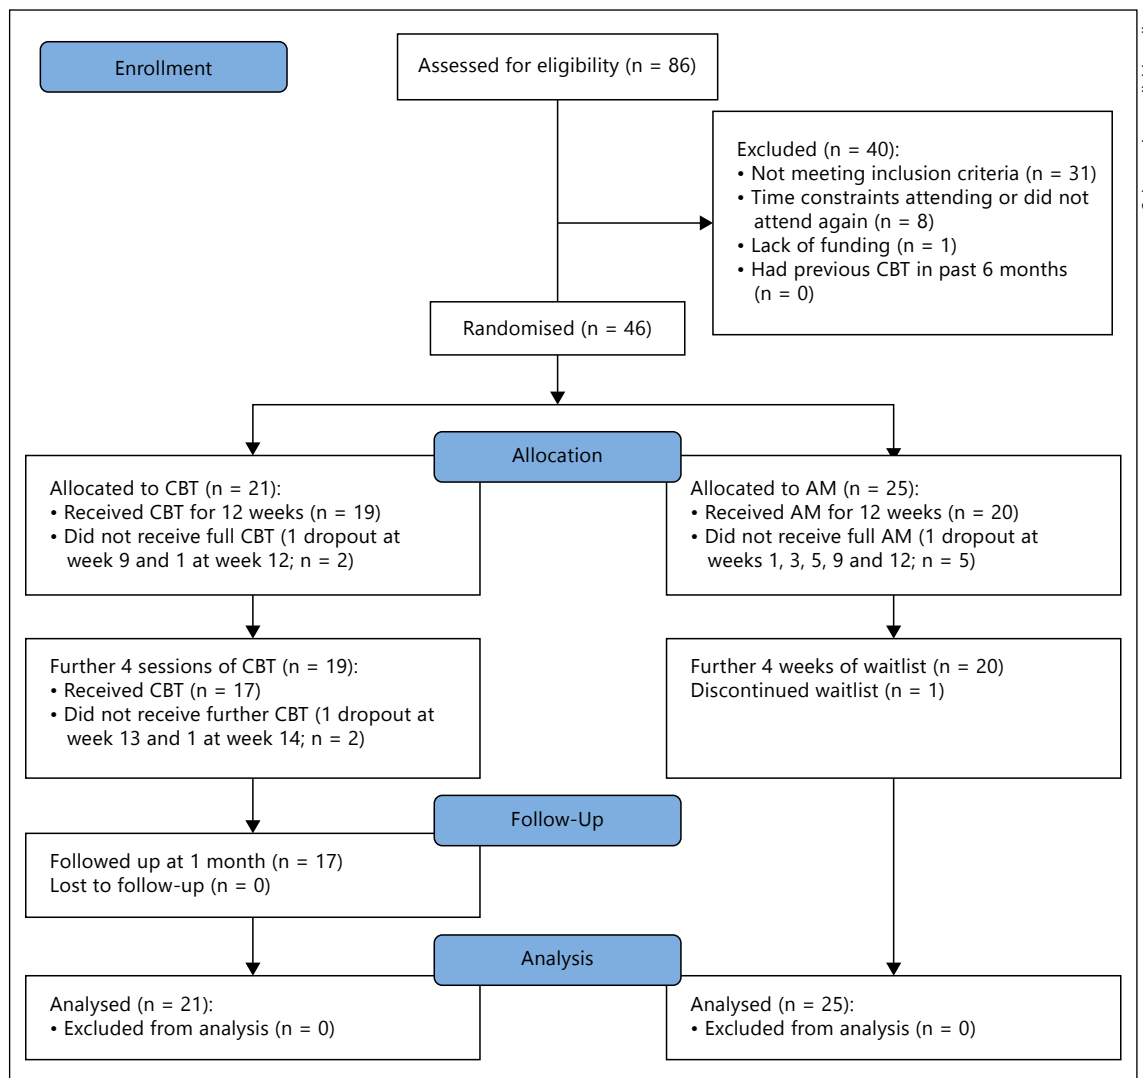 Enrollment
Assessed for eligibility (n = 86)
Excluded (n = 40):
• Not meeting inclusion criteria (n = 31)
• Time constraints attending or did not
attend again (n = 8)
• Lack of funding (n = 1)
• Had previous CBT in past 6 months
(n = 0)
Randomised (n = 46)
Allocation
Allocated to CBT (n = 21):
• Received CBT for 12 weeks (n = 19)
• Did not receive full CBT (1 dropout at
week 9 and 1 at week 12; n = 2)
Allocated to AM (n = 25):
• Received AM for 12 weeks (n = 20)
• Did not receive full AM (1 dropout at
weeks 1, 3, 5, 9 and 12; n = 5)
Further 4 sessions of CBT (n = 19):
• Received CBT (n = 17)
• Did not receive further CBT (1 dropout at
week 13 and 1 at week 14; n = 2)
Further 4 weeks of waitlist (n = 20)
Discontinued waitlist (n = 1)
Follow-Up
Followed up at 1 month (n = 17)
Lost to follow-up (n = 0)
Analysis
Analysed (n = 21):
• Excluded from analysis (n = 0)
Analysed (n = 25):
• Excluded from analysis (n = 0)